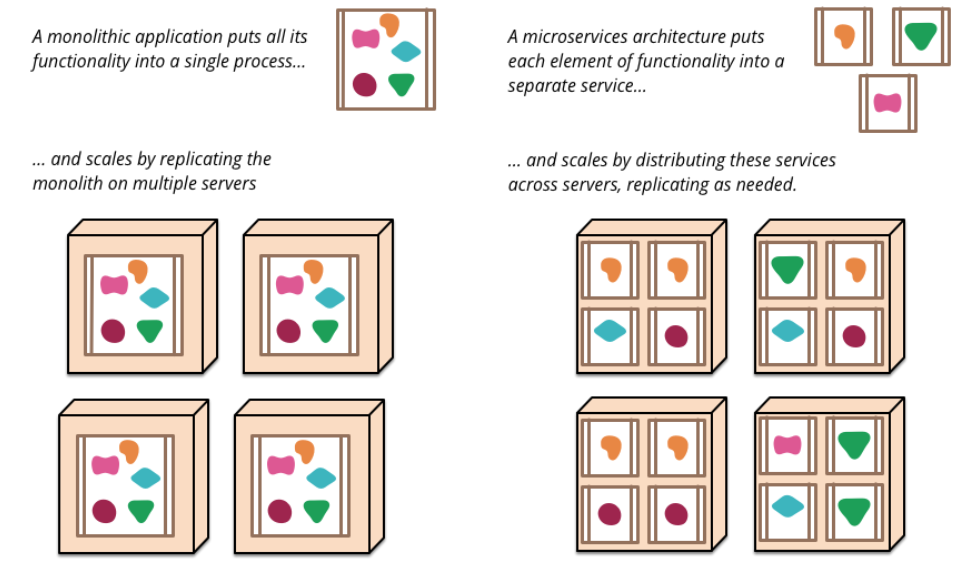 A monolithic application puts all its
functionality into a single process...
... and scales by replicating the
monolith on multiple servers
A microservices architecture puts
each element of functionality into a
separate service...
... and scales by distributing these services
across servers, replicating as needed.